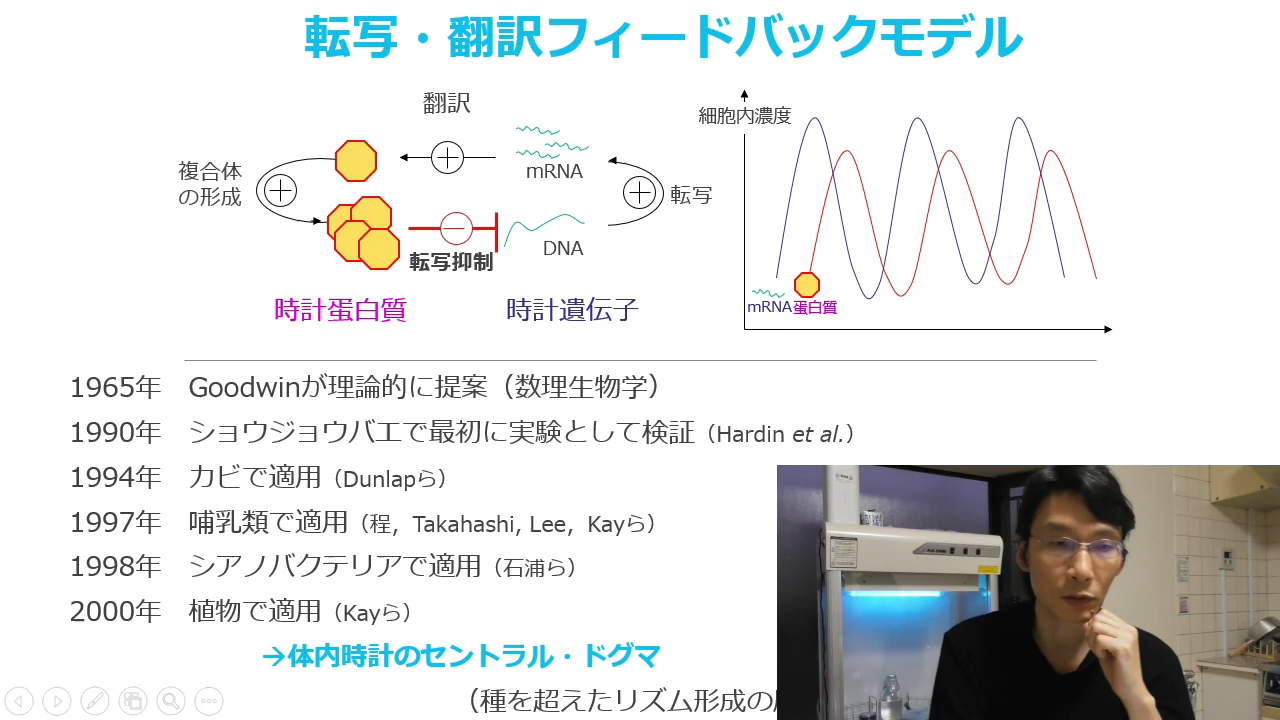 転写・翻訳フィードバックモデル
翻訳
複合体
の形成
mRNA
転写
DNA
転写抑制
時計蛋白質
時計遺伝子
細胞内濃度
mRNA 蛋白質
1965年 Goodwinが理論的に提案（数理生物学）
1990年 ショウジョウバエで最初に実験として検証（Hardin et al.）
1994年 カビで適用（Dunlapら）
1997年 哺乳類で適用（程，Takahashi, Lee，Kayら）
1998年 シアノバクテリアで適用（石浦ら）
2000年 植物で適用（Kayら）
→体内時計のセントラル・ドグマ
（種を超えたリズム形成の